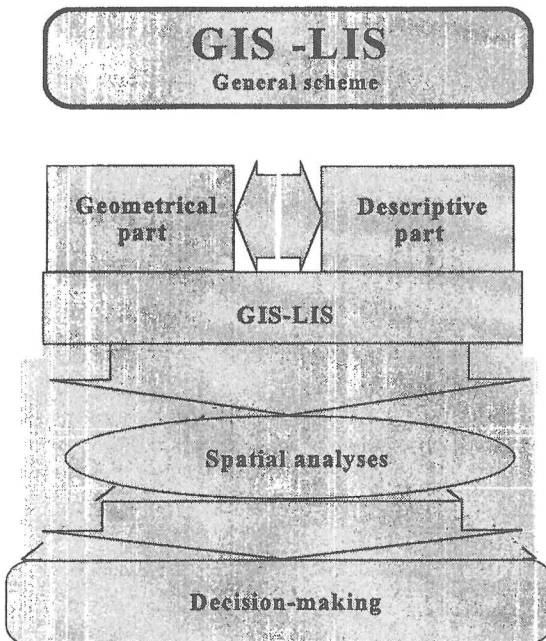 GIS -LIS
General scheme
Geometrical
part
Descriptive
part
GIS-LIS
Spatial analyses
Decision-making